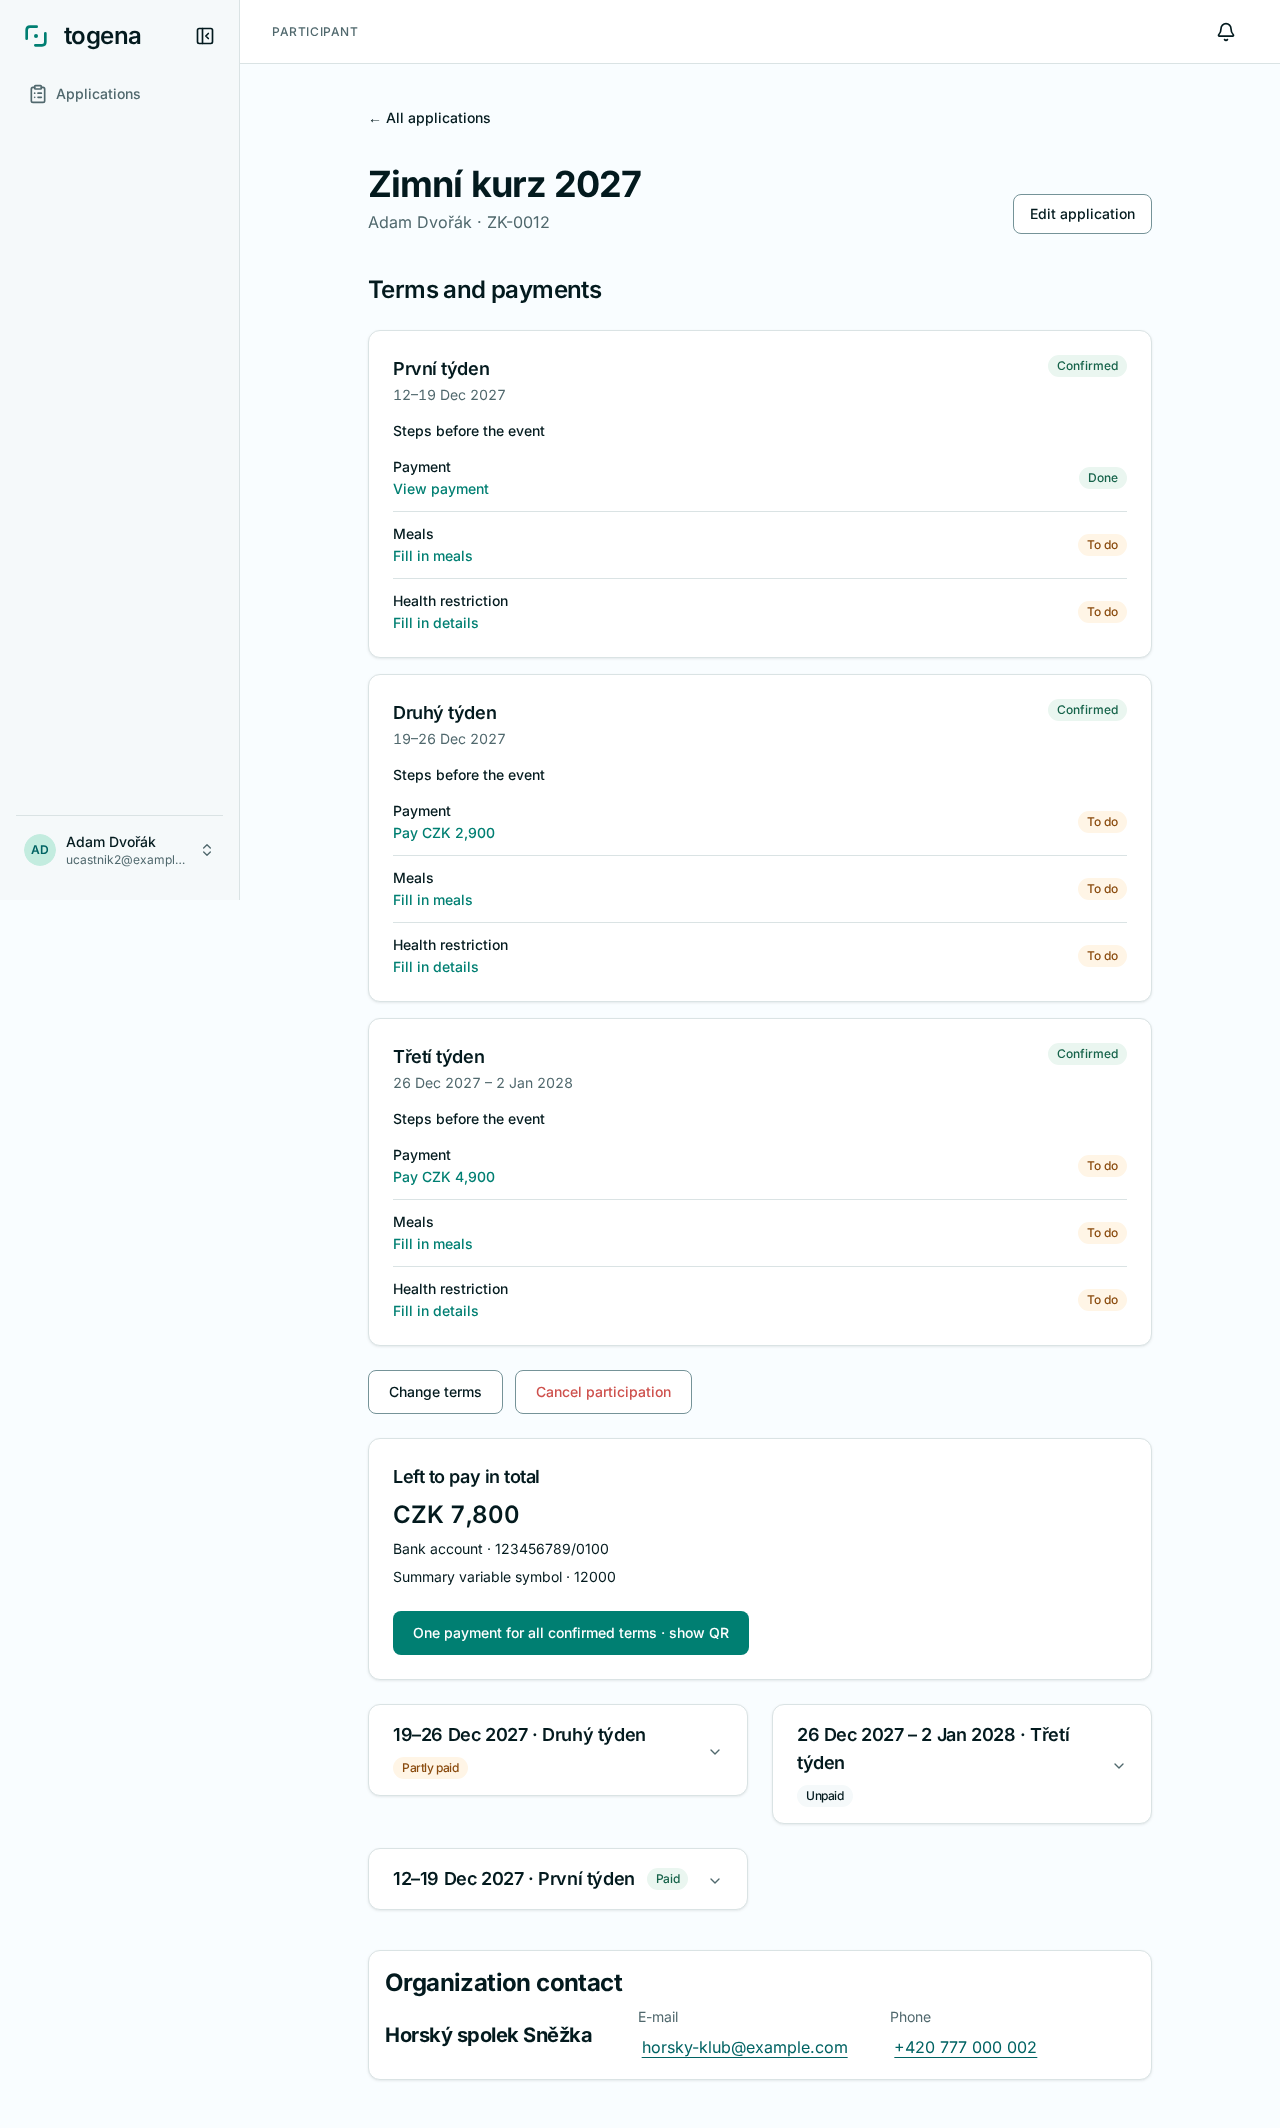 togena
PARTICIPANT
Applications
← All applications
Zimní kurz 2027
Adam Dvořák · ZK-0012
Edit application
Terms and payments
První týden
Confirmed
12–19 Dec 2027
Steps before the event
Payment
View payment
Done
Meals
Fill in meals
To do
Health restriction
Fill in details
To do
Druhý týden
Confirmed
19–26 Dec 2027
Steps before the event
Payment
Pay CZK 2,900
To do
Meals
Fill in meals
To do
Health restriction
Fill in details
To do
AD
Adam Dvořák
ucastnik2@exampl...
Třetí týden
Confirmed
26 Dec 2027 – 2 Jan 2028
Steps before the event
Payment
Pay CZK 4,900
To do
Meals
Fill in meals
To do
Health restriction
Fill in details
To do
Change terms
Cancel participation
Left to pay in total
CZK 7,800
Bank account · 123456789/0100
Summary variable symbol · 12000
One payment for all confirmed terms · show QR
19–26 Dec 2027 · Druhý týden
Partly paid
26 Dec 2027 – 2 Jan 2028 · Třetí
týden
Unpaid
12–19 Dec 2027 · První týden
Paid
Organization contact
Horský spolek Sněžka
E-mail
horsky-klub@example.com
Phone
+420 777 000 002